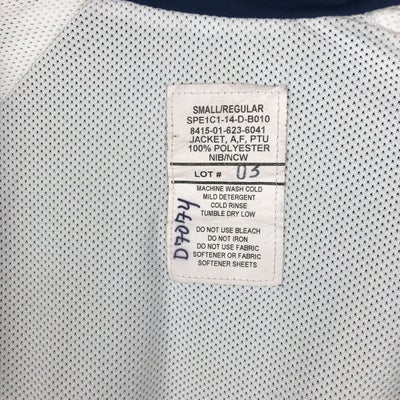 SMALL/REGULAR
SPE1C1-14-D-B010
8415-01-623-6041
JACKET, A,F, PTU
100% POLYESTER
NIB/NCW
LOT # 03
MACHINE WASH COLD
MILD DETERGENT
COLD RINSE
TUMBLE DRY LOW
DO NOT USE BLEACH
DO NOT IRON
DO NOT USE FABRIC
SOFTENER OR FABRIC
SOFTENER SHEETS
D7077y